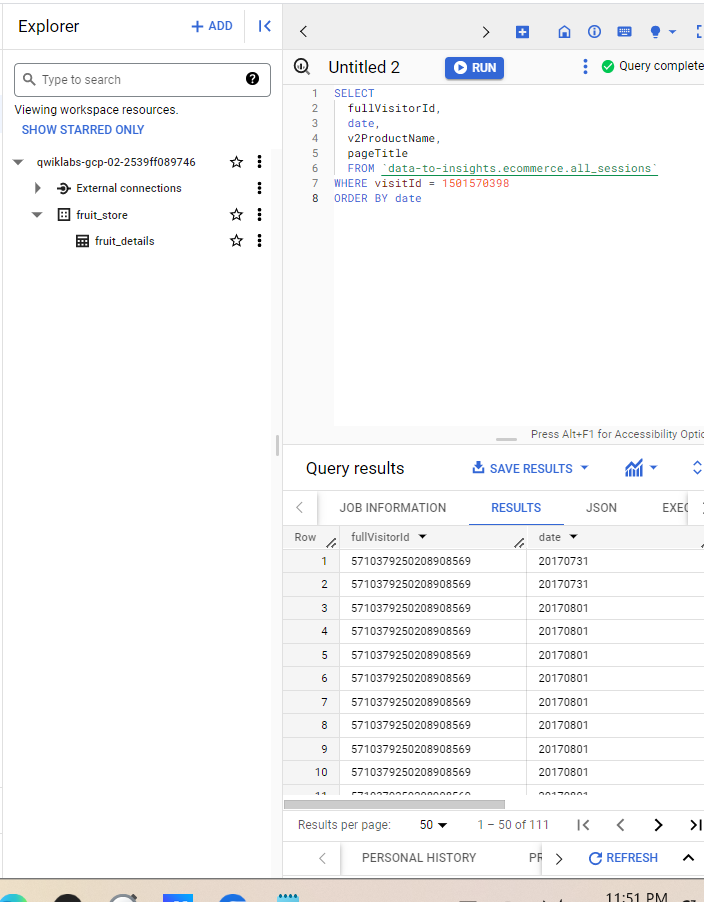 Explorer
+ ADD
Type to search
Viewing workspace resources.
SHOW STARRED ONLY
qwiklabs-gcp-02-2539ff089746
External connections
fruit_store
fruit_details
Untitled 2
RUN
Query complete
1 SELECT
2 fullVisitorId,
3 date,
4 v2ProductName,
5 pageTitle
6 FROM `data-to-insights.ecommerce.all_sessions`
7 WHERE visitId = 1501570398
8 ORDER BY date
Press Alt+F1 for Accessibility Optio
Query results
SAVE RESULTS
JOB INFORMATION RESULTS JSON EXEC
Row fullVisitorId date
1 5710379250208908569 20170731
2 5710379250208908569 20170731
3 5710379250208908569 20170801
4 5710379250208908569 20170801
5 5710379250208908569 20170801
6 5710379250208908569 20170801
7 5710379250208908569 20170801
8 5710379250208908569 20170801
9 5710379250208908569 20170801
10 5710379250208908569 20170801
Results per page: 50 1 – 50 of 111
PERSONAL HISTORY PR REFRESH
11:51 PM